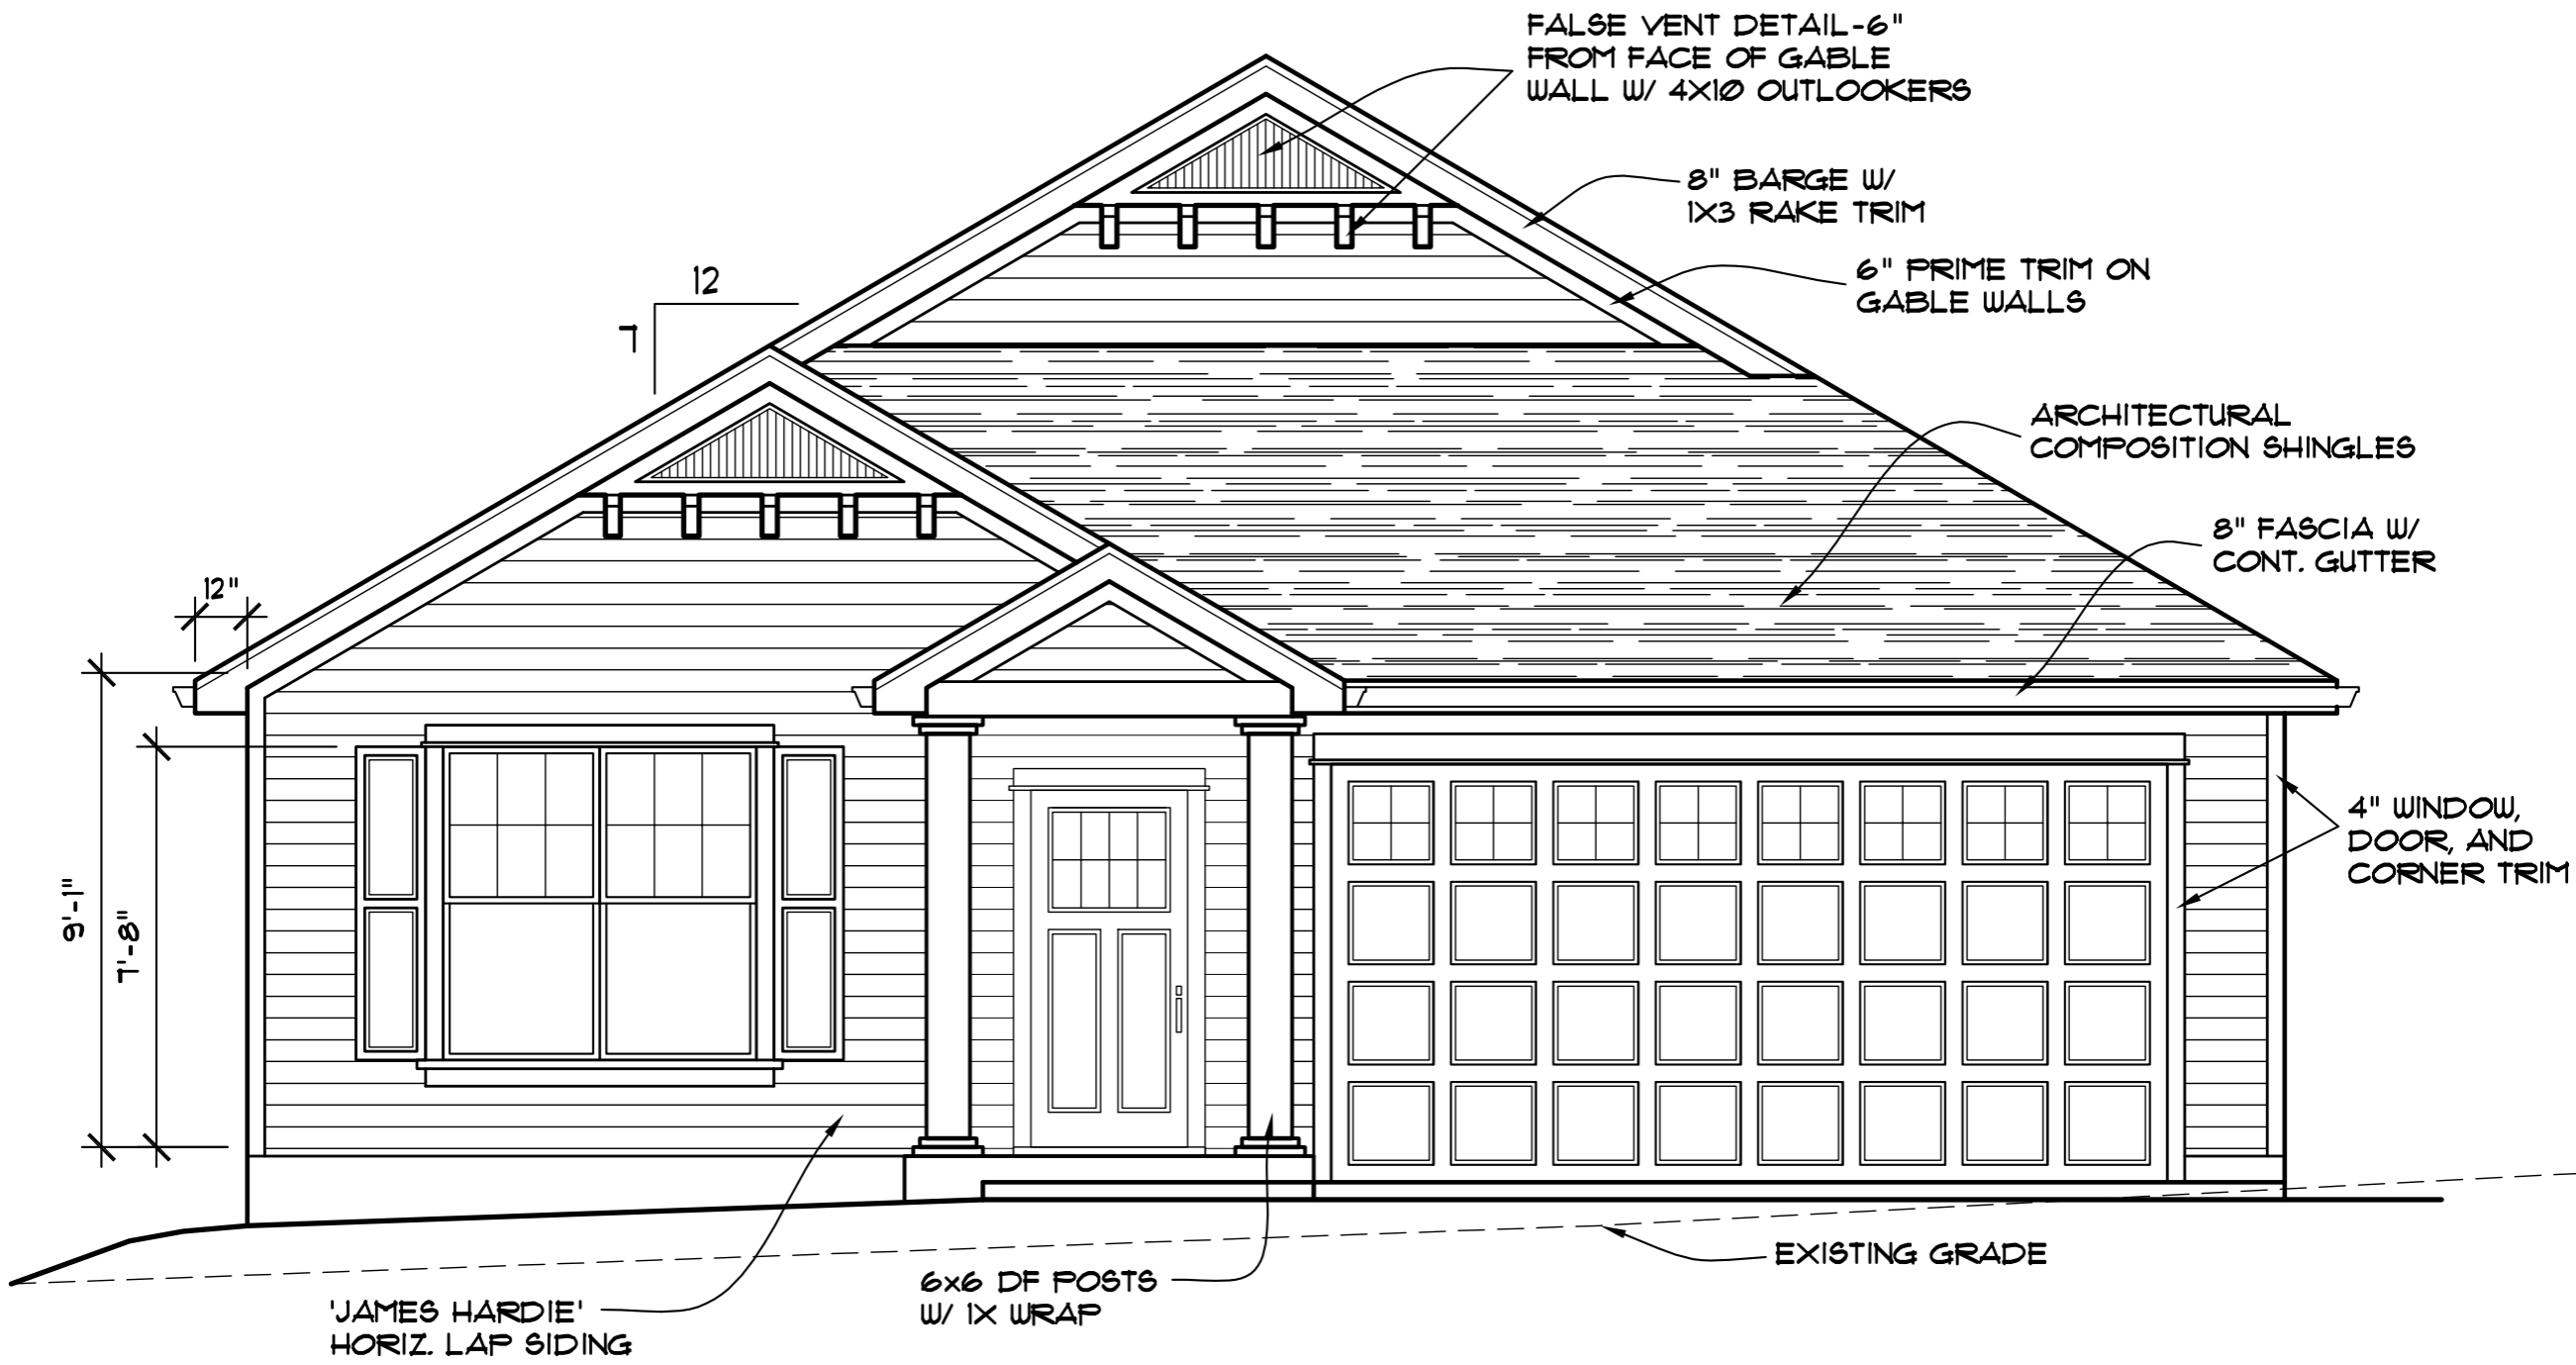 FALSE VENT DETAIL-6"
FROM FACE OF GABLE
WALL W/ 4X10 OUTLOOKERS
8" BARGE W/
1X3 RAKE TRIM
6" PRIME TRIM ON
GABLE WALLS
12
7
ARCHITECTURAL
COMPOSITION SHINGLES
8" FASCIA W/
CONT. GUTTER
12"
9'-1"
7'-8"
4" WINDOW,
DOOR, AND
CORNER TRIM
EXISTING GRADE
6x6 DF POSTS
W/ 1X WRAP
'JAMES HARDIE'
HORIZ. LAP SIDING